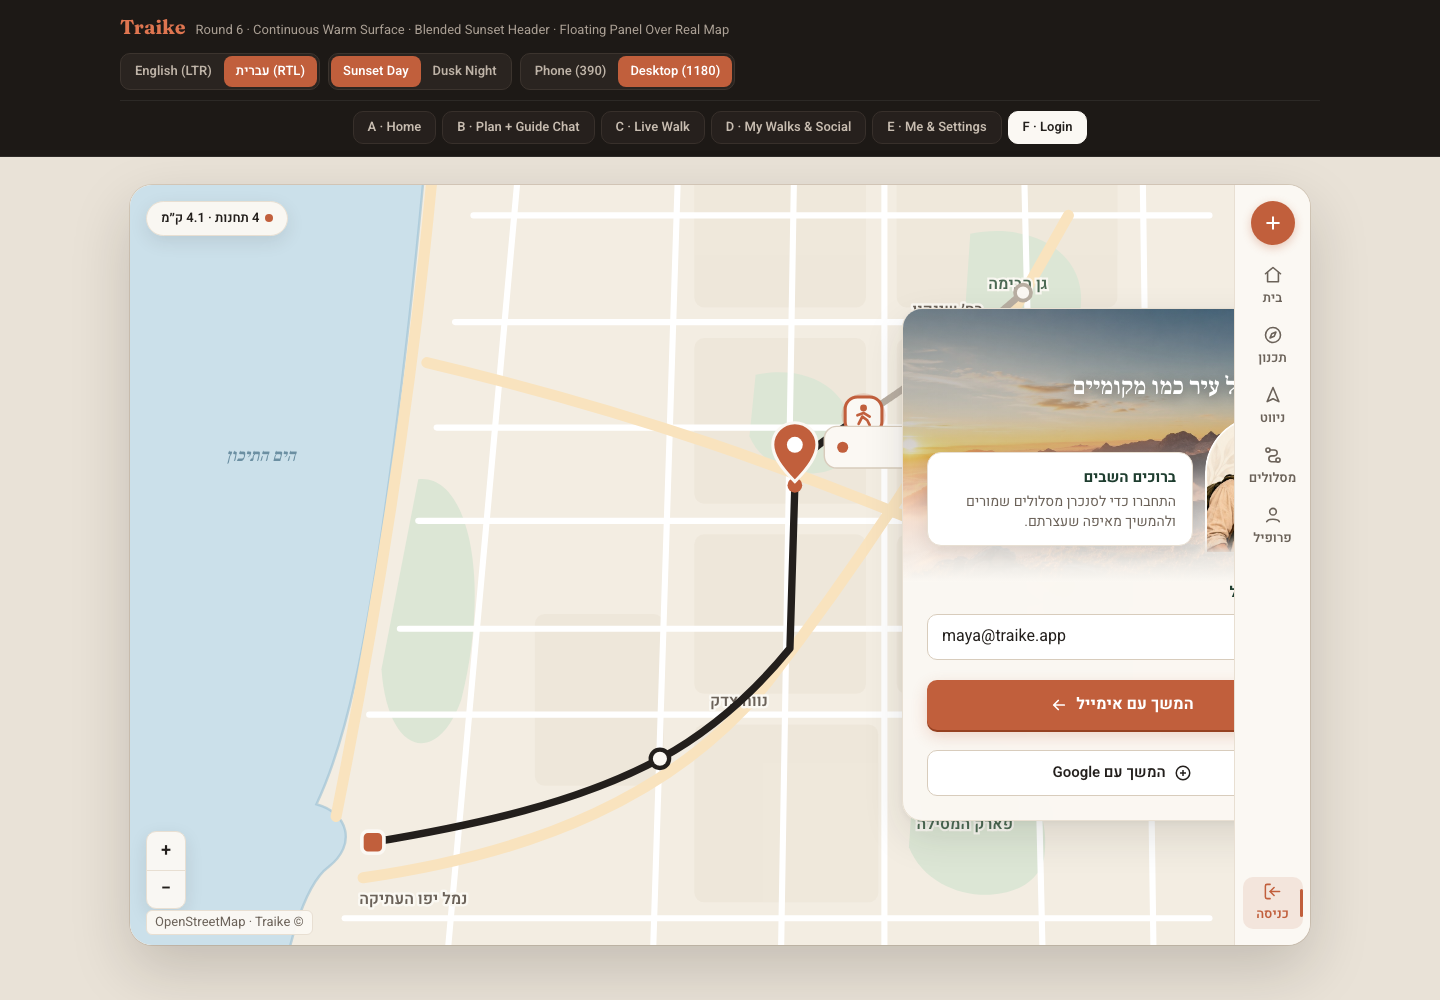 Traike Round 6 · Continuous Warm Surface · Blended Sunset Header · Floating Panel Over Real Map
English (LTR) עברית (RTL) Sunset Day Dusk Night Phone (390) Desktop (1180)
A · Home B · Plan + Guide Chat C · Live Walk D · My Walks & Social E · Me & Settings F · Login
4 תחנות · 4.1 ק״מ
בית
תכנון
ניווט
מסלולים
פרופיל
כניסה
גן הבימה
עיר כמו מקומיים
ברוכים השבים
התחברו כדי לסנכרן מסלולים שמורים
ולהמשיך מאיפה שעצרתם.
maya@traike.app
המשך עם אימייל ←
המשך עם Google
הים התיכון
נווה צדק
פארק המסילה
נמל יפו העתיקה
+
−
OpenStreetMap · Traike ©